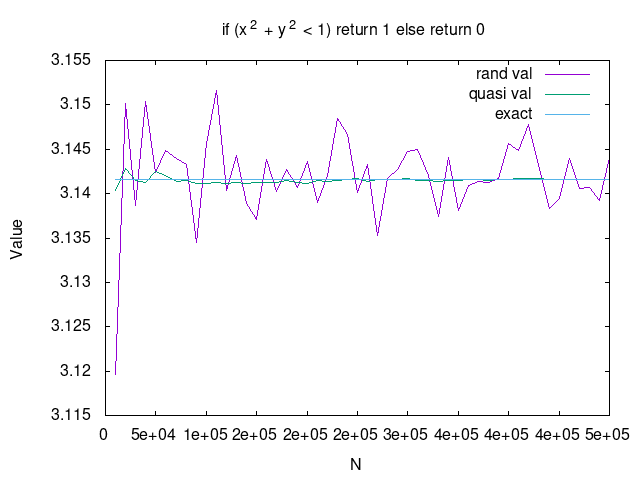 if (x² + y² < 1) return 1 else return 0
3.155
3.15
3.145
3.14
3.135
3.13
3.125
3.12
3.115
rand val
quasi val
exact
Value
0 5e+04 1e+05 2e+05 2e+05 2e+05 3e+05 4e+05 4e+05 4e+05 5e+05
N